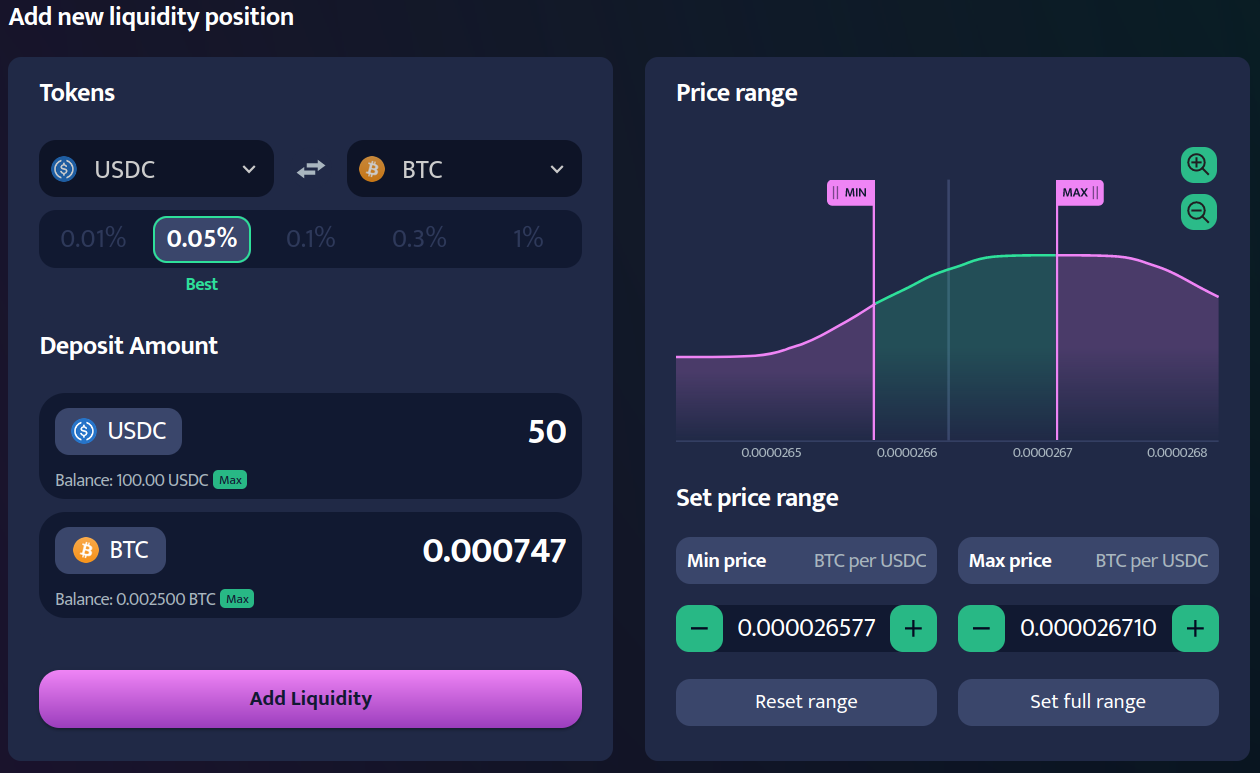 Add new liquidity position
Tokens
USDC
BTC
0.01%
0.05%
0.1%
0.3%
1%
Best
Deposit Amount
USDC
50
Balance: 100.00 USDC
Max
BTC
0.000747
Balance: 0.002500 BTC
Max
Add Liquidity
Price range
MIN
MAX
0.0000265
0.0000266
0.0000267
0.0000268
Set price range
Min price
BTC per USDC
Max price
BTC per USDC
0.000026577
0.000026710
Reset range
Set full range